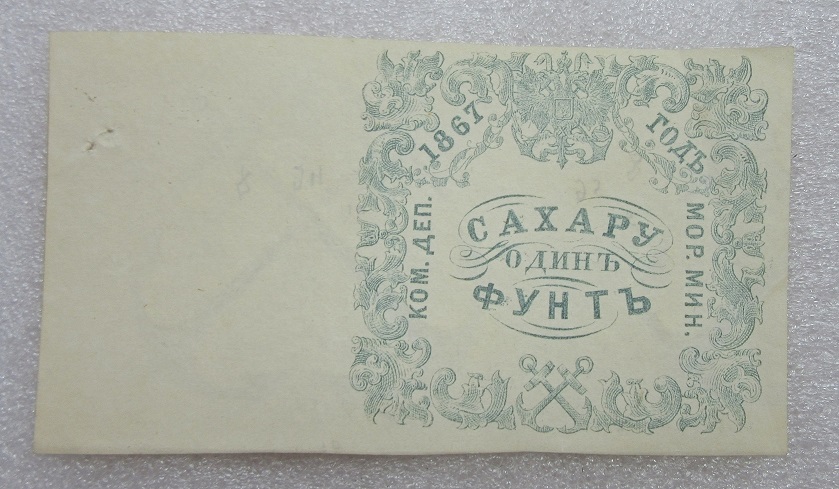 1867 ГОДЪ
КОМ. ДЕП.
САХАРУ
ОДИНЪ
ФУНТЪ
МОР. МИН.